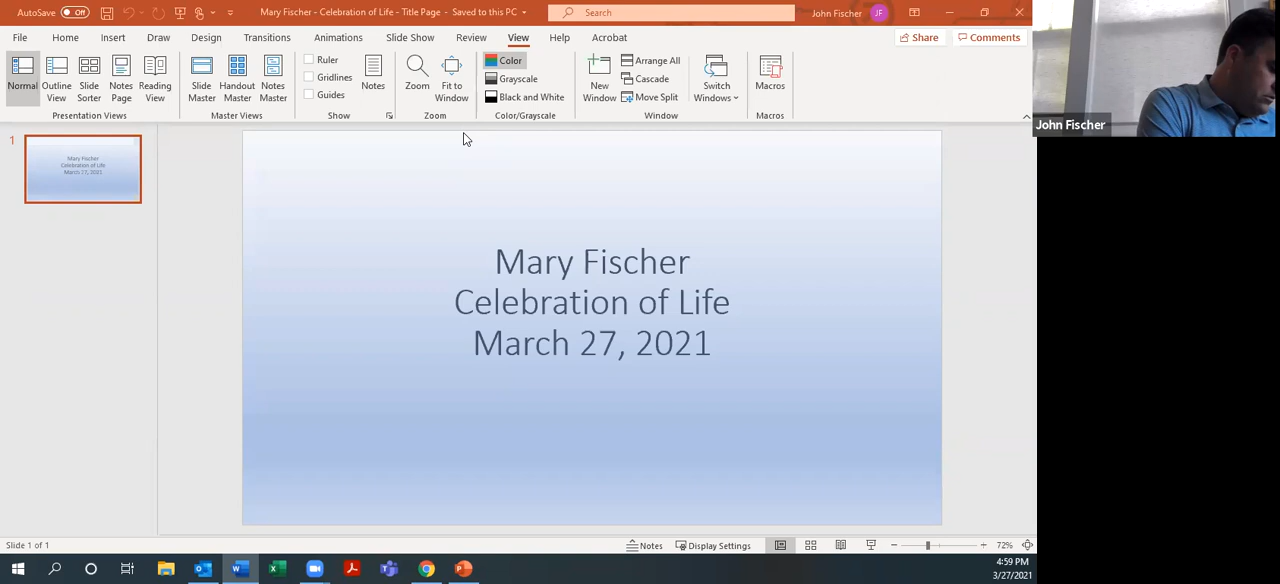 AutoSave Off Mary Fischer - Celebration of Life - Title Page - Saved to this PC Search John Fischer JF
File Home Insert Draw Design Transitions Animations Slide Show Review View Help Acrobat Share Comments
Normal Outline View Slide Sorter Notes Page Reading View
Presentation Views
Slide Master Handout Master Notes Master
Master Views
Ruler
Gridlines
Guides
Notes
Show
Zoom Fit to Window
Zoom
Color
Grayscale
Black and White
Color/Grayscale
New Window
Arrange All
Cascade
Move Split
Switch Windows
Window
Macros
Macros
John Fischer
1
Mary Fischer
Celebration of Life
March 27, 2021
Mary Fischer
Celebration of Life
March 27, 2021
Slide 1 of 1 Notes Display Settings 72%
4:59 PM
3/27/2021